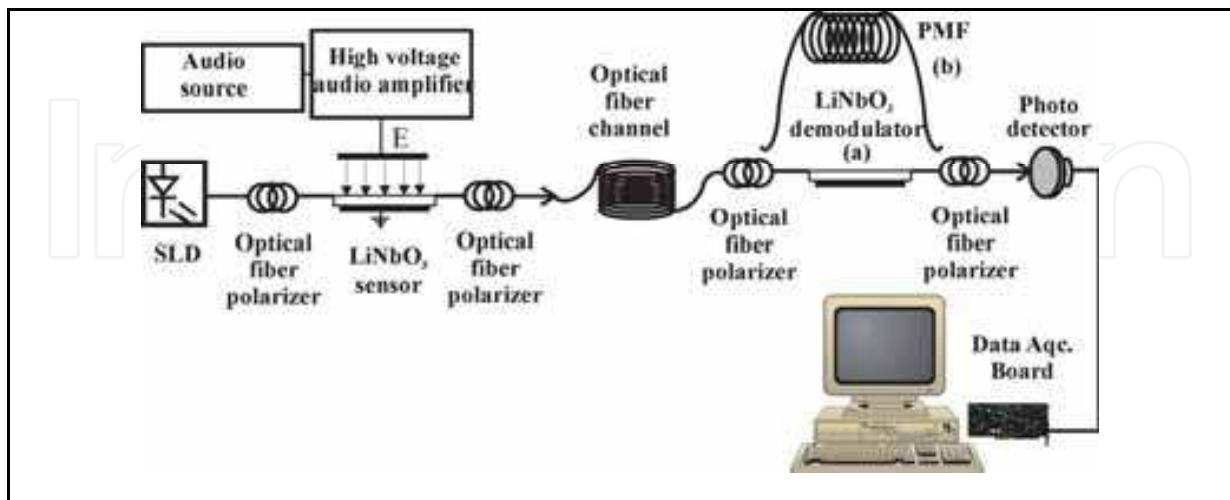 Audio
source
High voltage
audio amplifier
E
SLD
Optical
fiber
polarizer
LiNbO₃
sensor
Optical
fiber
polarizer
Optical
fiber
channel
PMF
(b)
LiNbO₃
demodulator
(a)
Optical
fiber
polarizer
Optical
fiber
polarizer
Photo
detector
Data Aqc.
Board